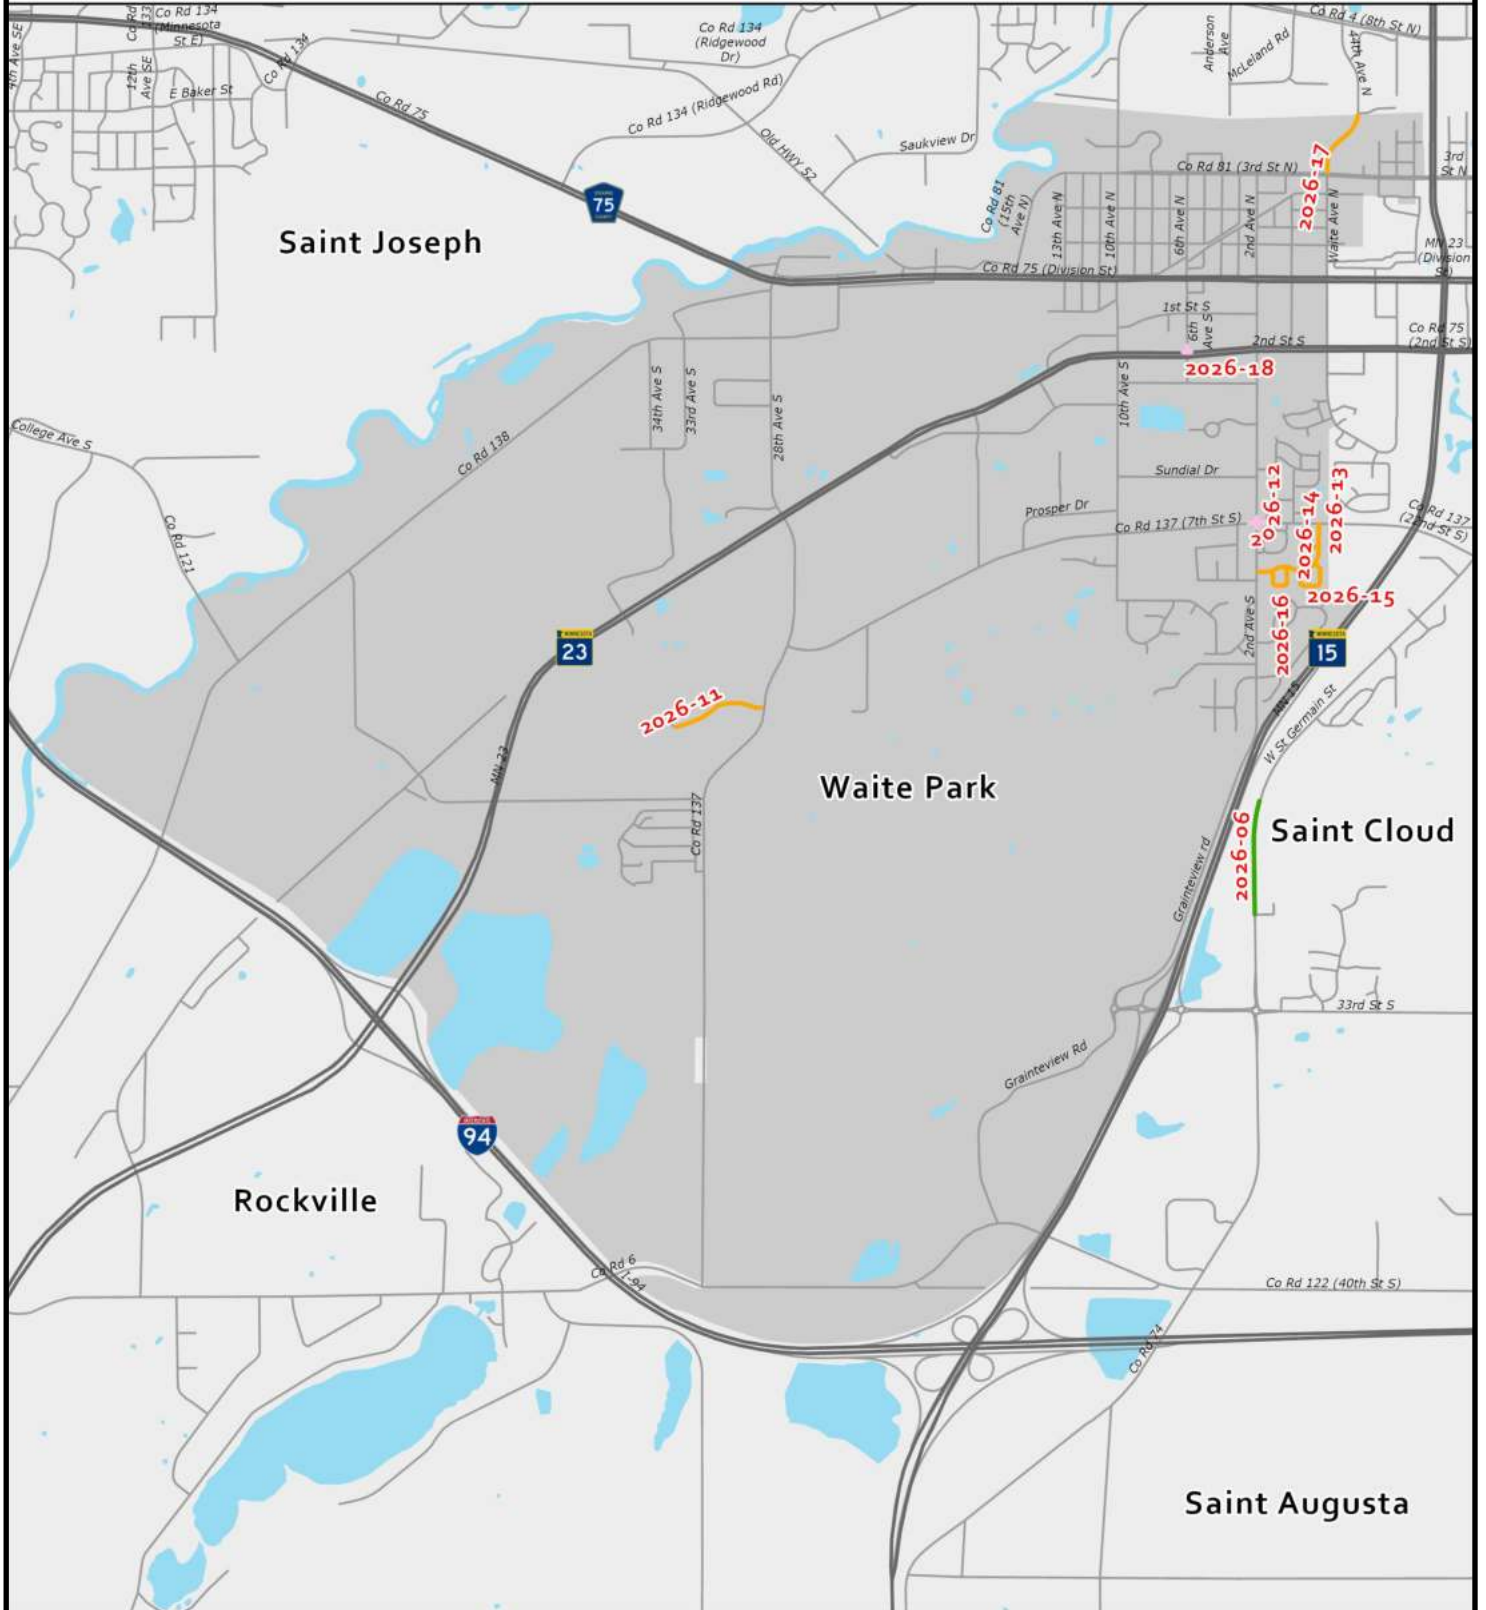 Co Rd 134
(Minnesota
St E)
Co Rd
133
4th Ave SE
12th
Ave SE
E Baker St
Co Rd 134
Co Rd 75
Co Rd 134
(Ridgewood
Dr)
Co Rd 134 (Ridgewood Rd)
Old HWY 52
Saukview Dr
Anderson
Ave
McLeland Rd
Co Rd 4 (8th St N)
44th Ave N
2026-17
3rd
St N
Co Rd 81 (3rd St N)
Co Rd 81
(15th
Ave N)
13th Ave N
10th Ave N
6th Ave N
2nd Ave N
Waite Ave N
MN 23
(Division
St)
75
Saint Joseph
Co Rd 75 (Division St)
1st St S
6th
Ave S
2nd St S
Co Rd 75
(2nd St S)
2026-18
34th Ave S
33rd Ave S
28th Ave S
10th Ave S
College Ave S
Co Rd 138
Sundial Dr
Prosper Dr
Co Rd 137 (7th St S)
2026-12
2026-14
2026-13
Co Rd 137
(22nd St S)
Co Rd 121
2026-15
2026-16
2nd Ave S
MINNESOTA
23
MINNESOTA
15
MN 15
W St Germain St
2026-11
MN 23
Waite Park
Co Rd 137
Saint Cloud
2026-06
Grainteview rd
33rd St S
Grainteview Rd
94
Rockville
Co Rd 6
I-94
Co Rd 122 (40th St S)
Co Rd 74
Saint Augusta